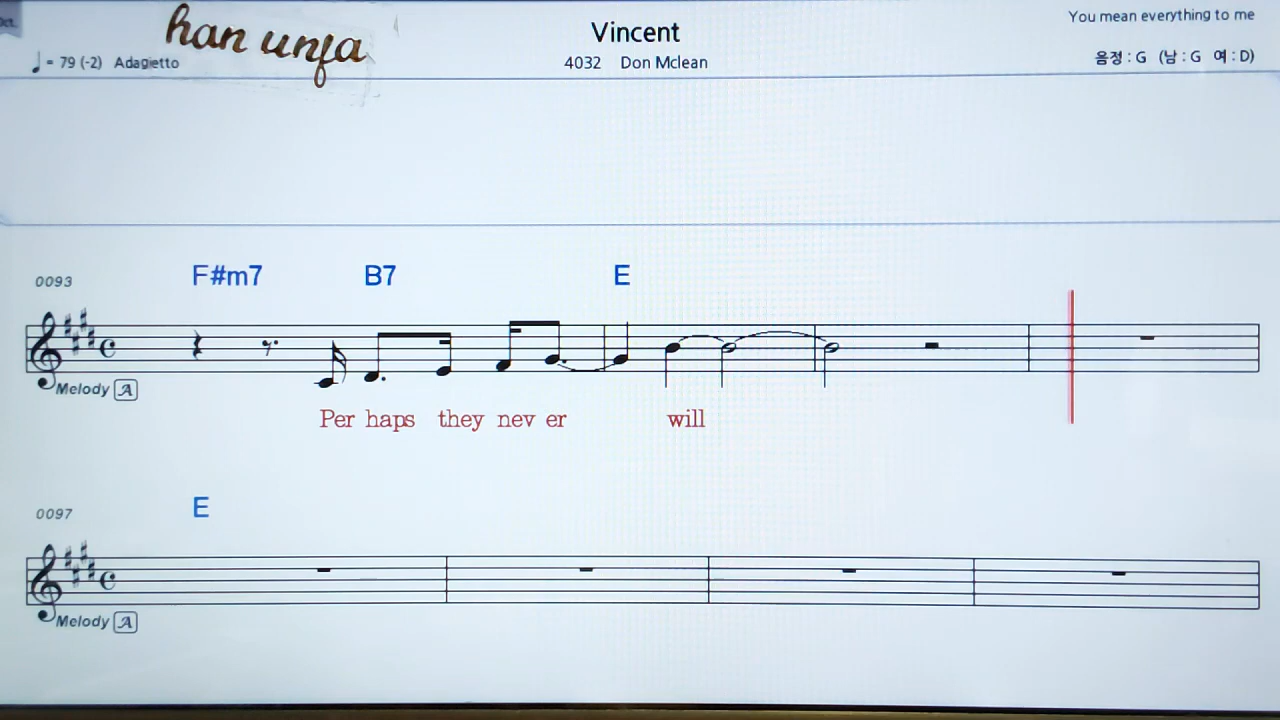 Oct.
han unja
Vincent
You mean everything to me
♩ = 79 (-2) Adagietto
4032 Don Mclean
음정 : G (남 : G 여 : D)
0093
F#m7 B7 E
Melody A
Per haps they nev er will
0097
E
Melody A